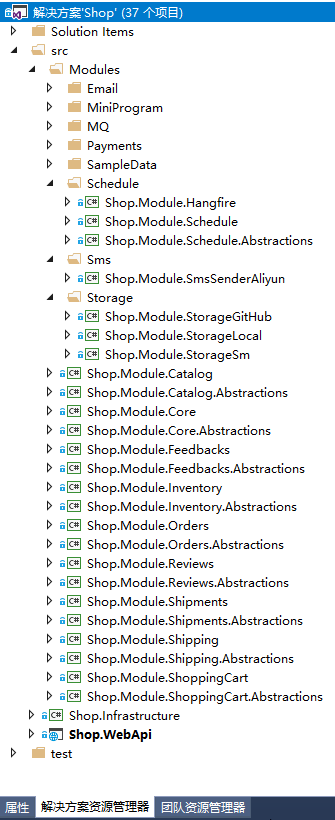 解决方案'Shop' (37 个项目)
Solution Items
src
Modules
Email
MiniProgram
MQ
Payments
SampleData
Schedule
C# Shop.Module.Hangfire
C# Shop.Module.Schedule
C# Shop.Module.Schedule.Abstractions
Sms
C# Shop.Module.SmsSenderAliyun
Storage
C# Shop.Module.StorageGitHub
C# Shop.Module.StorageLocal
C# Shop.Module.StorageSm
C# Shop.Module.Catalog
C# Shop.Module.Catalog.Abstractions
C# Shop.Module.Core
C# Shop.Module.Core.Abstractions
C# Shop.Module.Feedbacks
C# Shop.Module.Feedbacks.Abstractions
C# Shop.Module.Inventory
C# Shop.Module.Inventory.Abstractions
C# Shop.Module.Orders
C# Shop.Module.Orders.Abstractions
C# Shop.Module.Reviews
C# Shop.Module.Reviews.Abstractions
C# Shop.Module.Shipments
C# Shop.Module.Shipments.Abstractions
C# Shop.Module.Shipping
C# Shop.Module.Shipping.Abstractions
C# Shop.Module.ShoppingCart
C# Shop.Module.ShoppingCart.Abstractions
C# Shop.Infrastructure
Shop.WebApi
test
属性 解决方案资源管理器 团队资源管理器